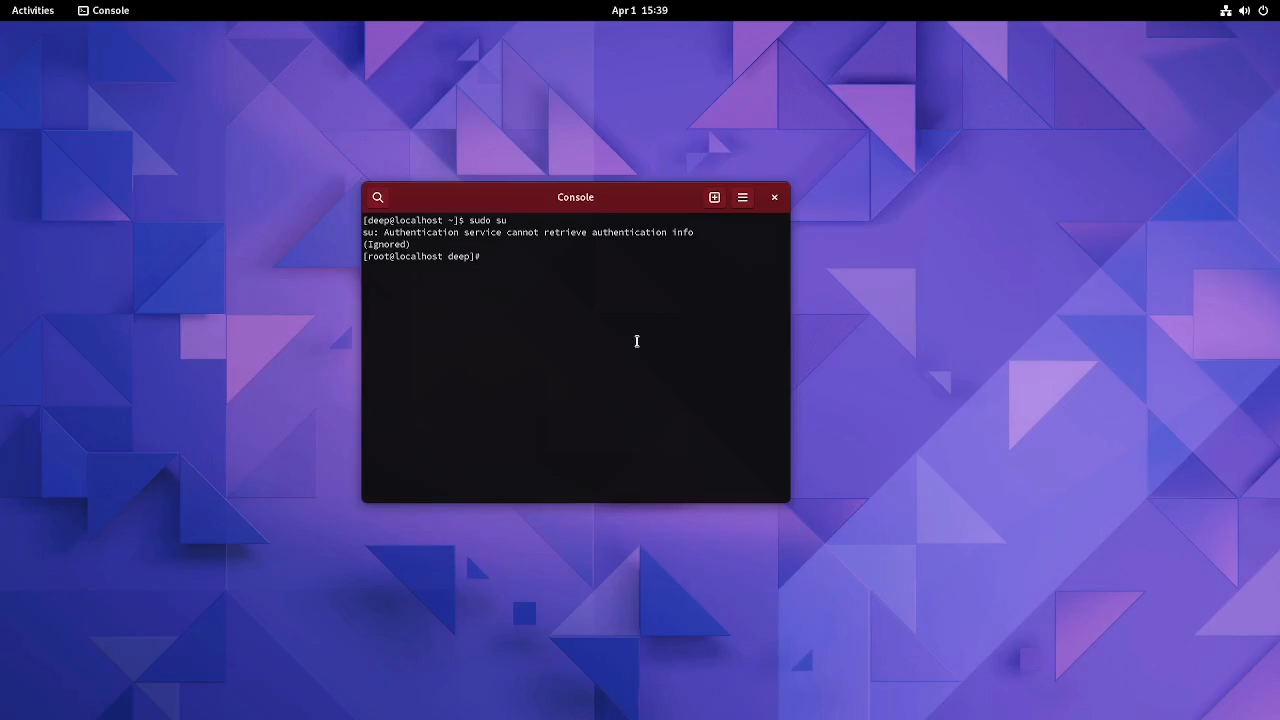 Activities
Console
Apr 1 15:39
Console
[deep@localhost ~]$ sudo su
su: Authentication service cannot retrieve authentication info
(Ignored)
[root@localhost deep]#